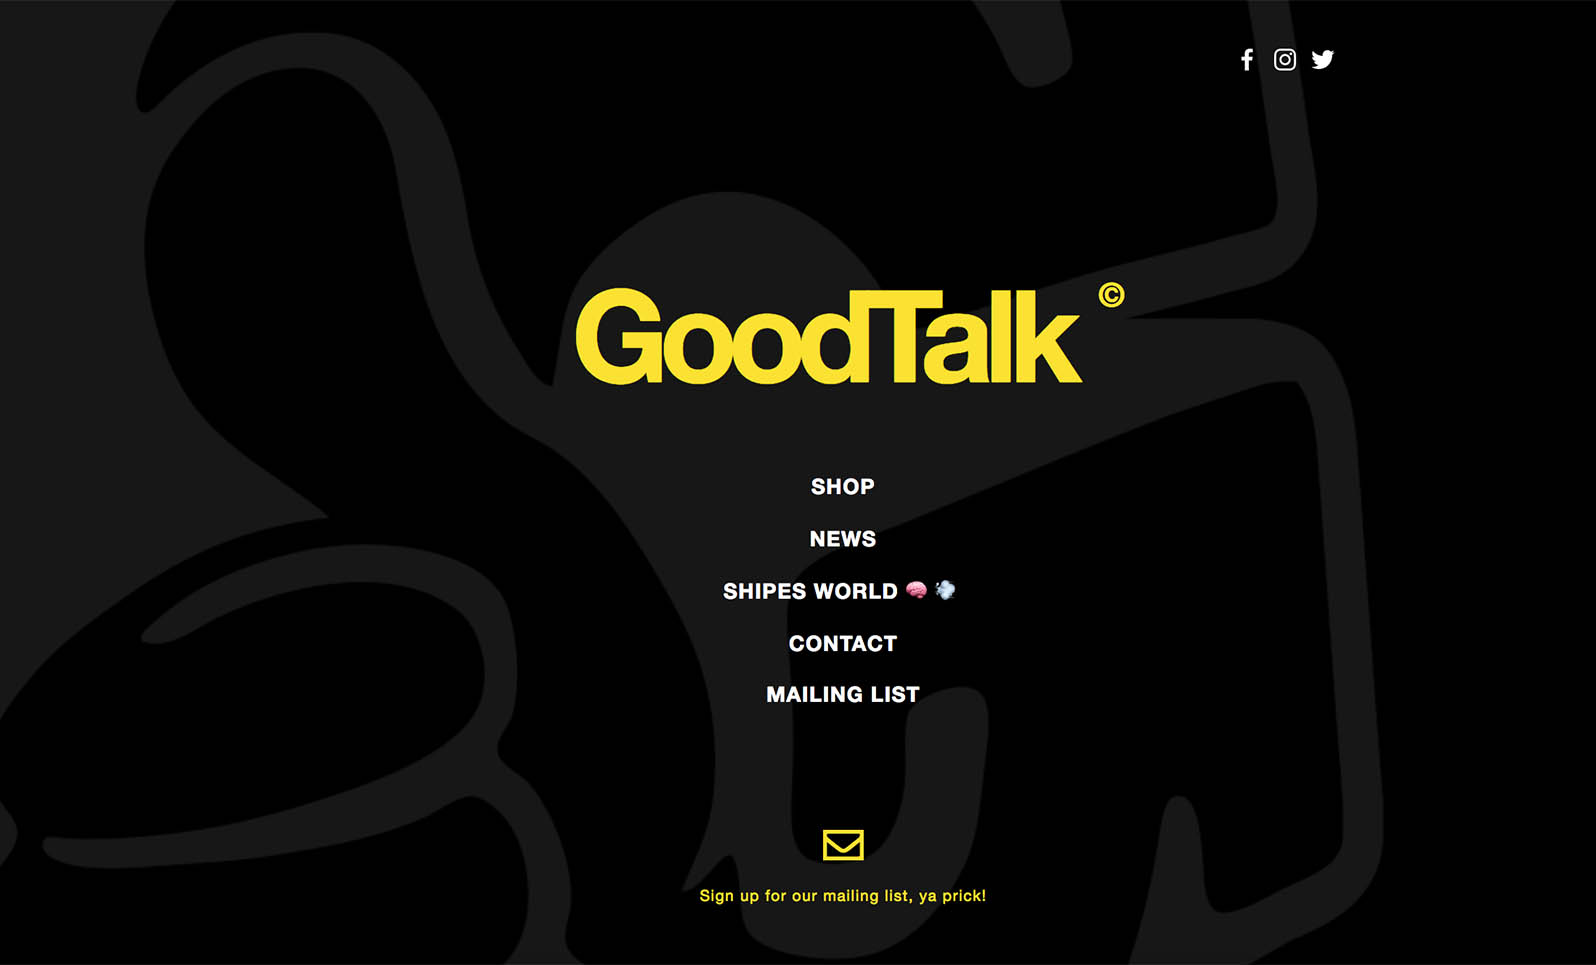 GoodTalk ©
SHOP
NEWS
SHIPES WORLD 🧠 💨
CONTACT
MAILING LIST
Sign up for our mailing list, ya prick!